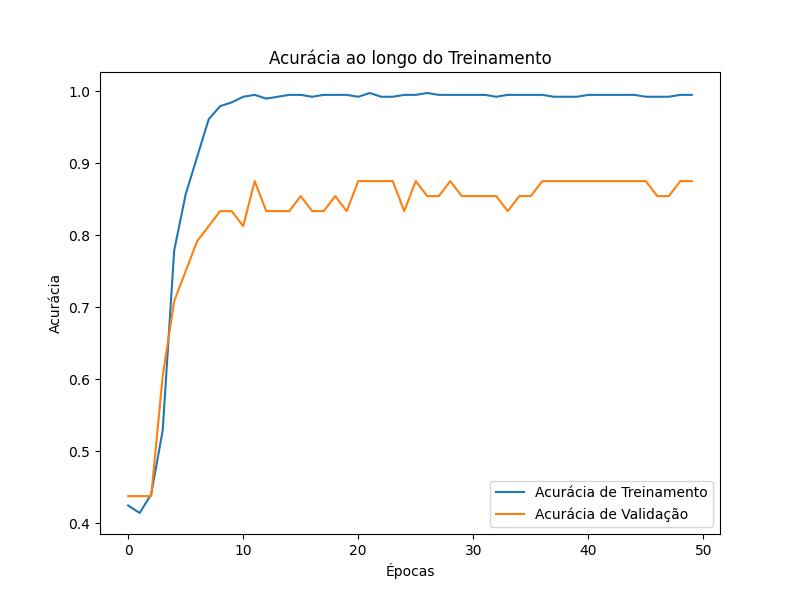 Acurácia ao longo do Treinamento
1.0
0.9
0.8
0.7
0.6
0.5
0.4
Acurácia
0 10 20 30 40 50
Épocas
Acurácia de Treinamento
Acurácia de Validação